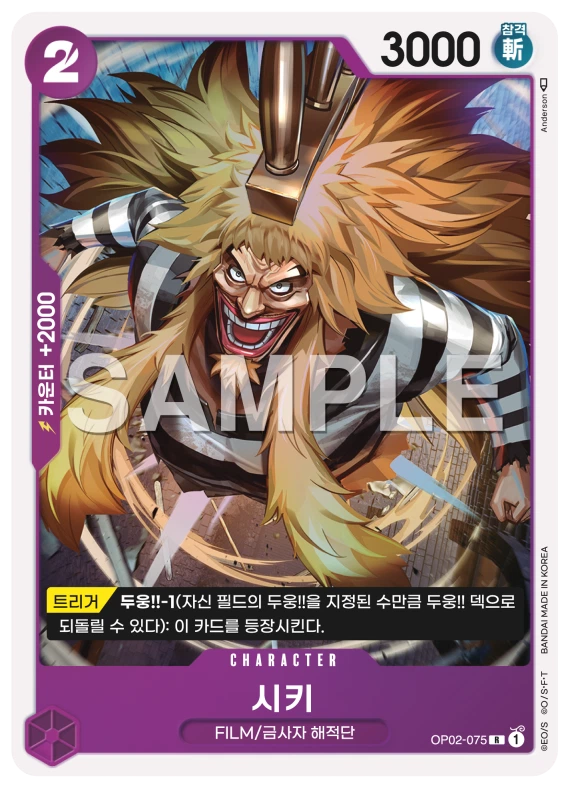 2
3000
참격
斬
Anderson
카운터 +2000
SAMPLE
트리거 두웅!!-1(자신 필드의 두웅!!을 지정된 수만큼 두웅!! 덱으로
되돌릴 수 있다): 이 카드를 등장시킨다.
CHARACTER
시키
FILM/금사자 해적단
OP02-075 R 1
©EO/S ©O/S·F·T BANDAI MADE IN KOREA